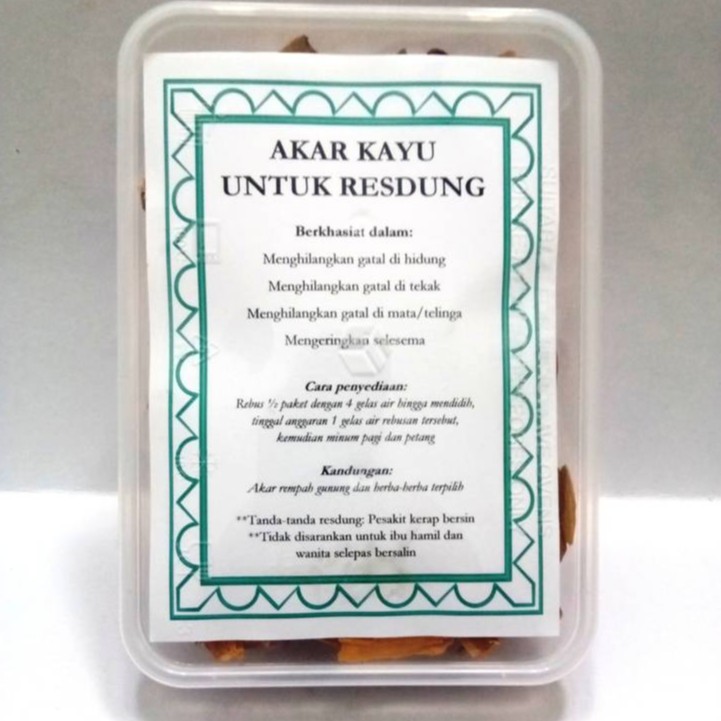 AKAR KAYU
UNTUK RESDUNG
Berkhasiat dalam:
Menghilangkan gatal di hidung
Menghilangkan gatal di tekak
Menghilangkan gatal di mata/telinga
Mengeringkan selesema
Cara penyediaan:
Rebus ½ paket dengan 4 gelas air hingga mendidih,
tinggal anggaran 1 gelas air rebusan tersebut,
kemudian minum pagi dan petang
Kandungan:
Akar rempah gunung dan herba-herba terpilih
**Tanda-tanda resdung: Pesakit kerap bersin
**Tidak disarankan untuk ibu hamil dan
wanita selepas bersalin